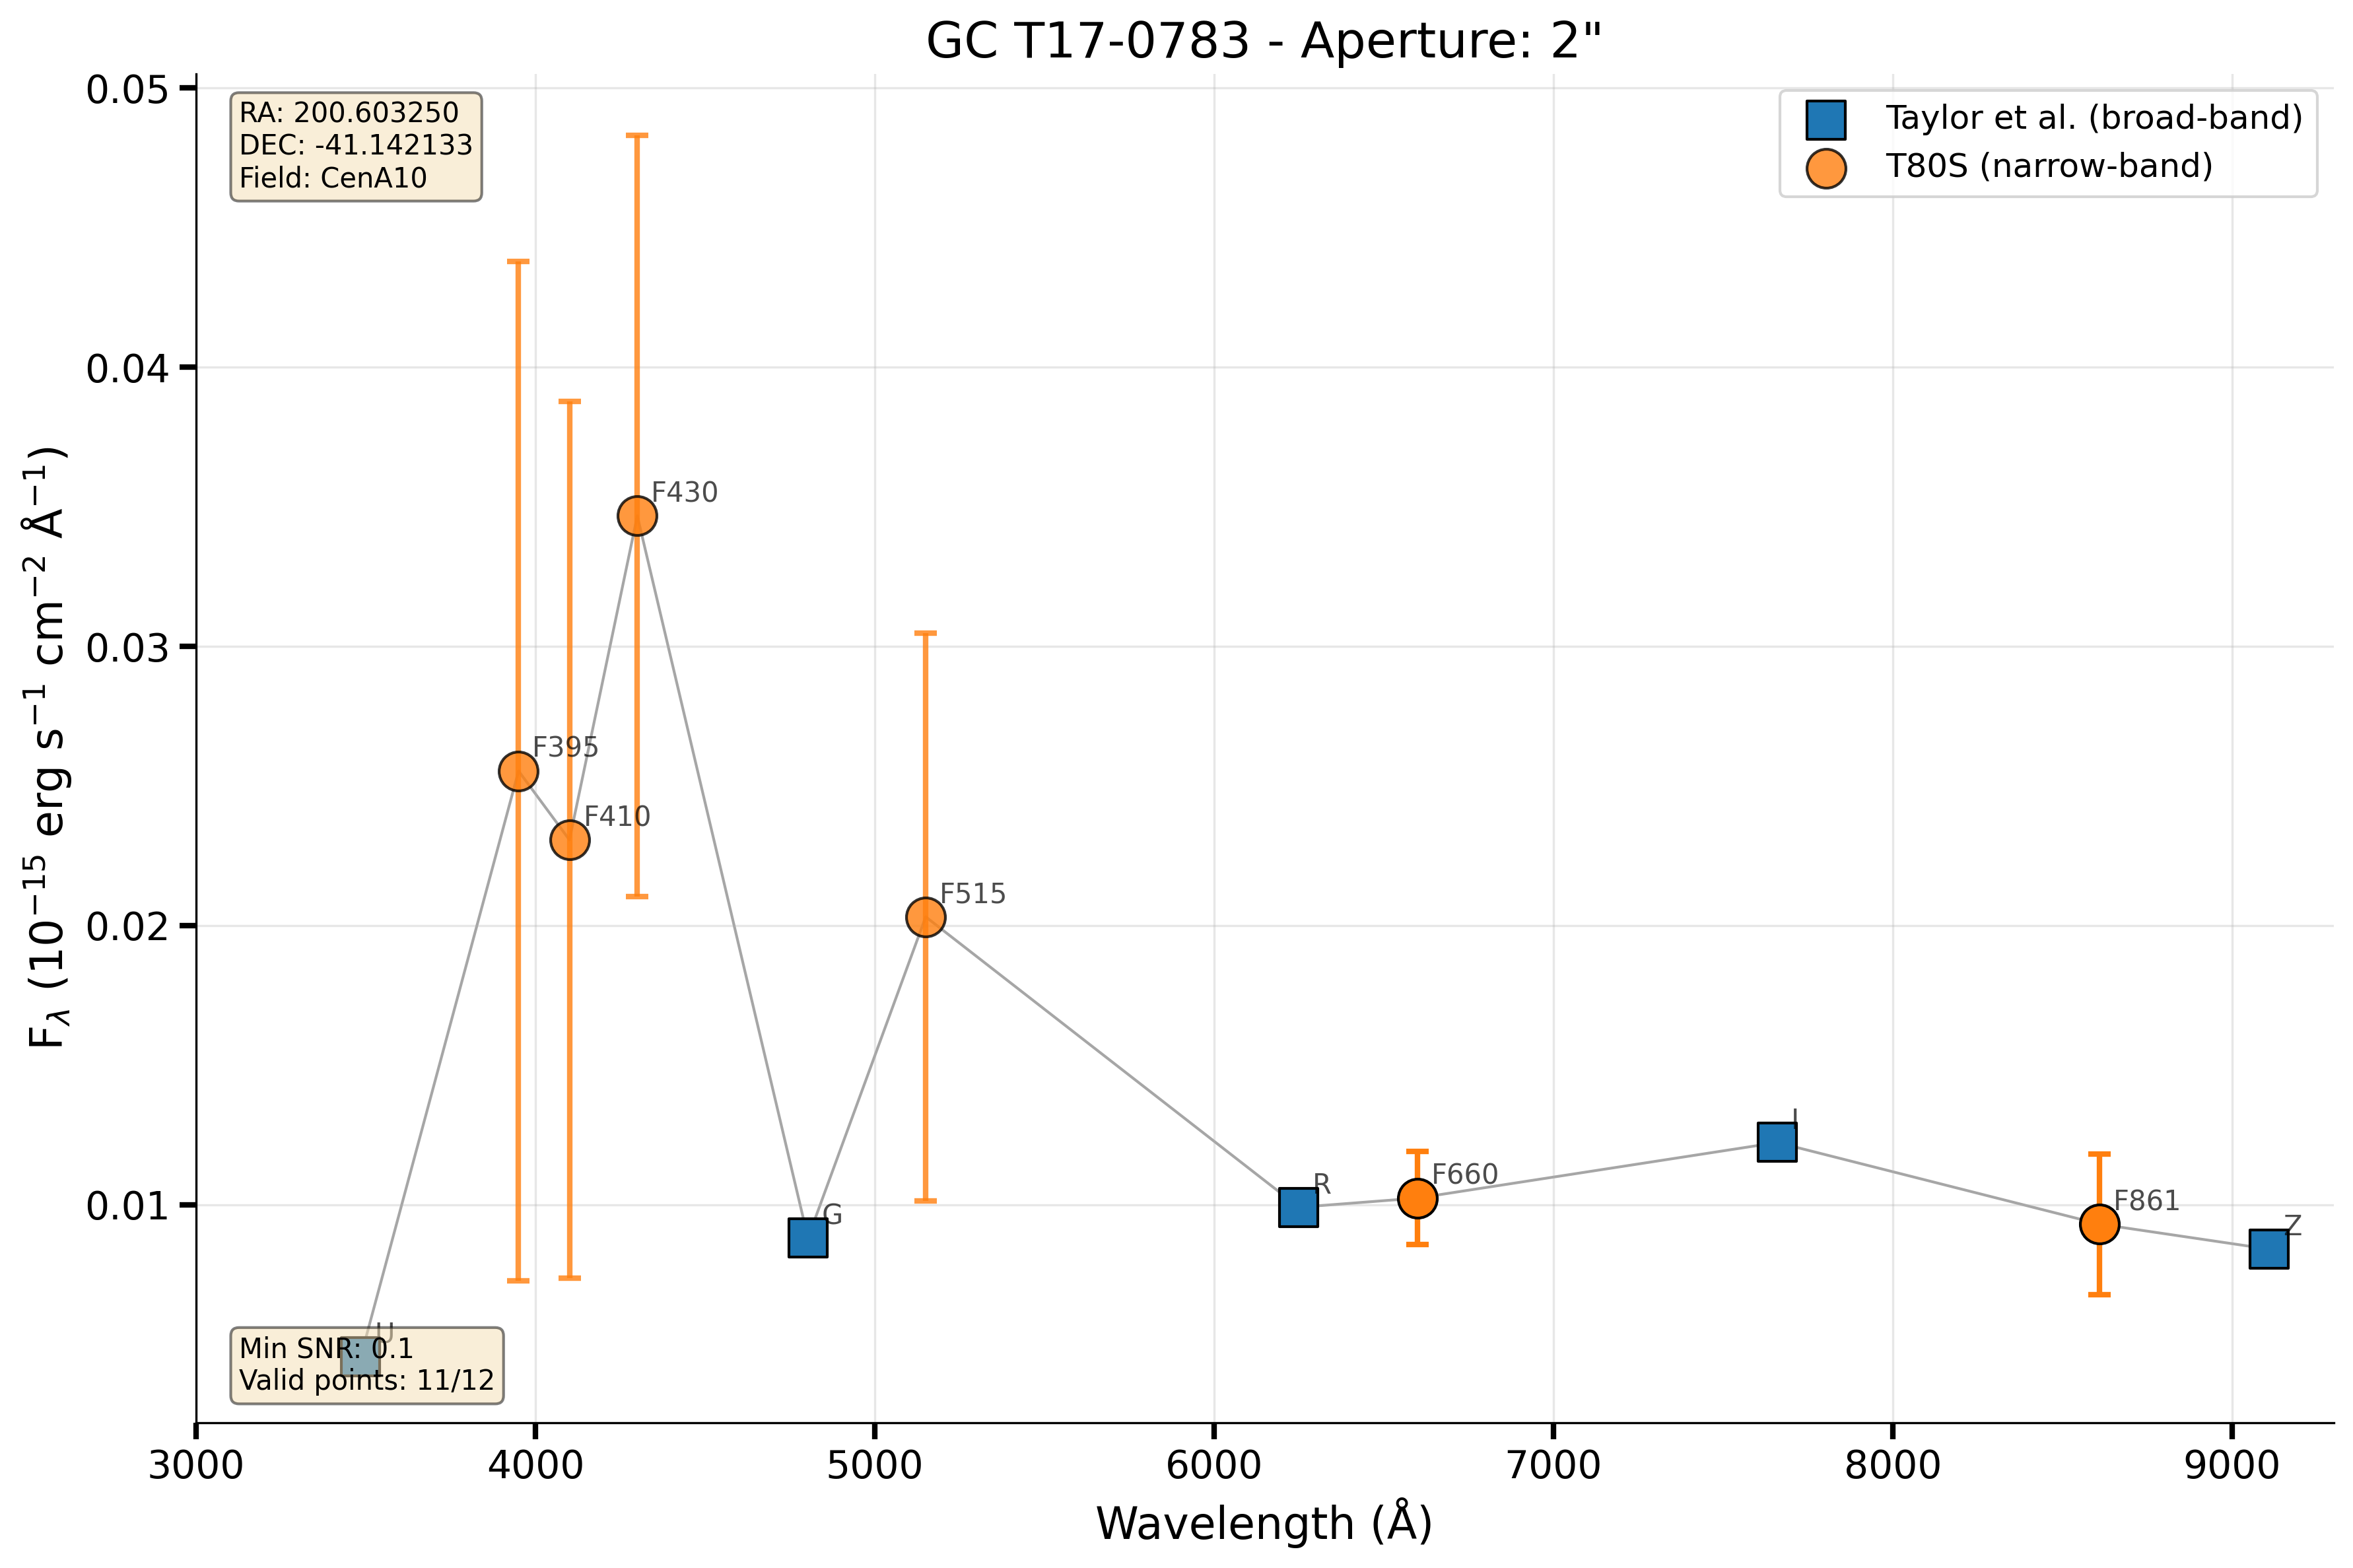 GC T17-0783 - Aperture: 2"
RA: 200.603250
DEC: -41.142133
Field: CenA10
Taylor et al. (broad-band)
T80S (narrow-band)
F$_λ$ (10$^{-15}$ erg s$^{-1}$ cm$^{-2}$ Å$^{-1}$)
0.05
0.04
0.03
0.02
0.01
F430
F395
F410
F515
I
F660
R
F861
G
Z
U
Min SNR: 0.1
Valid points: 11/12
3000 4000 5000 6000 7000 8000 9000
Wavelength (Å)